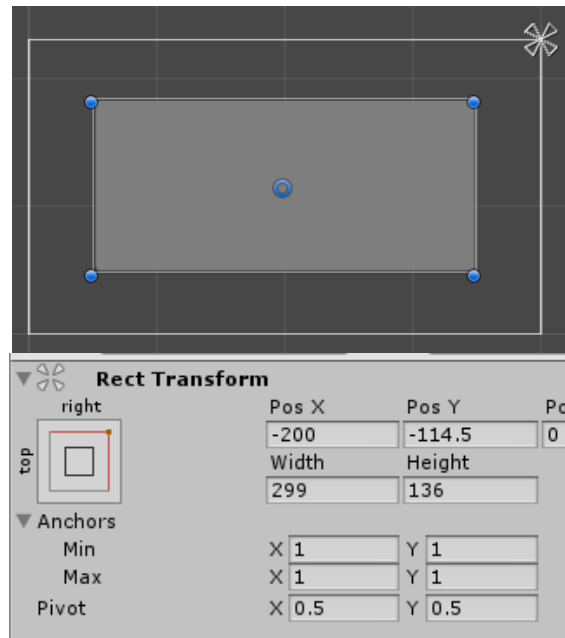 Rect Transform
right
top
Pos X Pos Y Po
-200 -114.5 0
Width Height
299 136
Anchors
Min X 1 Y 1
Max X 1 Y 1
Pivot X 0.5 Y 0.5